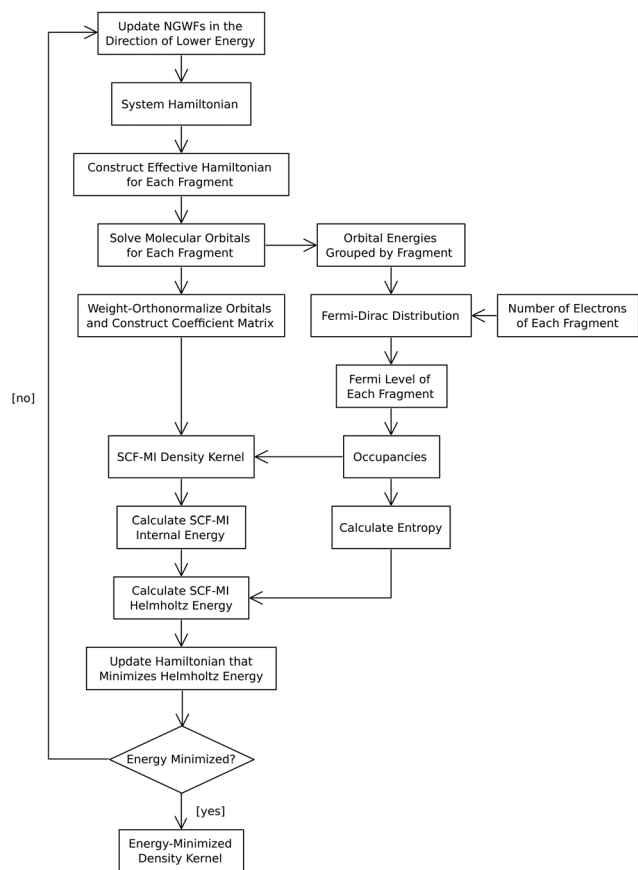 Update NGWFs in the
Direction of Lower Energy
System Hamiltonian
Construct Effective Hamiltonian
for Each Fragment
Solve Molecular Orbitals
for Each Fragment
Orbital Energies
Grouped by Fragment
Weight-Orthonormalize Orbitals
and Construct Coefficient Matrix
Fermi-Dirac Distribution
Number of Electrons
of Each Fragment
Fermi Level of
Each Fragment
[no]
SCF-MI Density Kernel
Occupancies
Calculate SCF-MI
Internal Energy
Calculate Entropy
Calculate SCF-MI
Helmholtz Energy
Update Hamiltonian that
Minimizes Helmholtz Energy
Energy Minimized?
[yes]
Energy-Minimized
Density Kernel